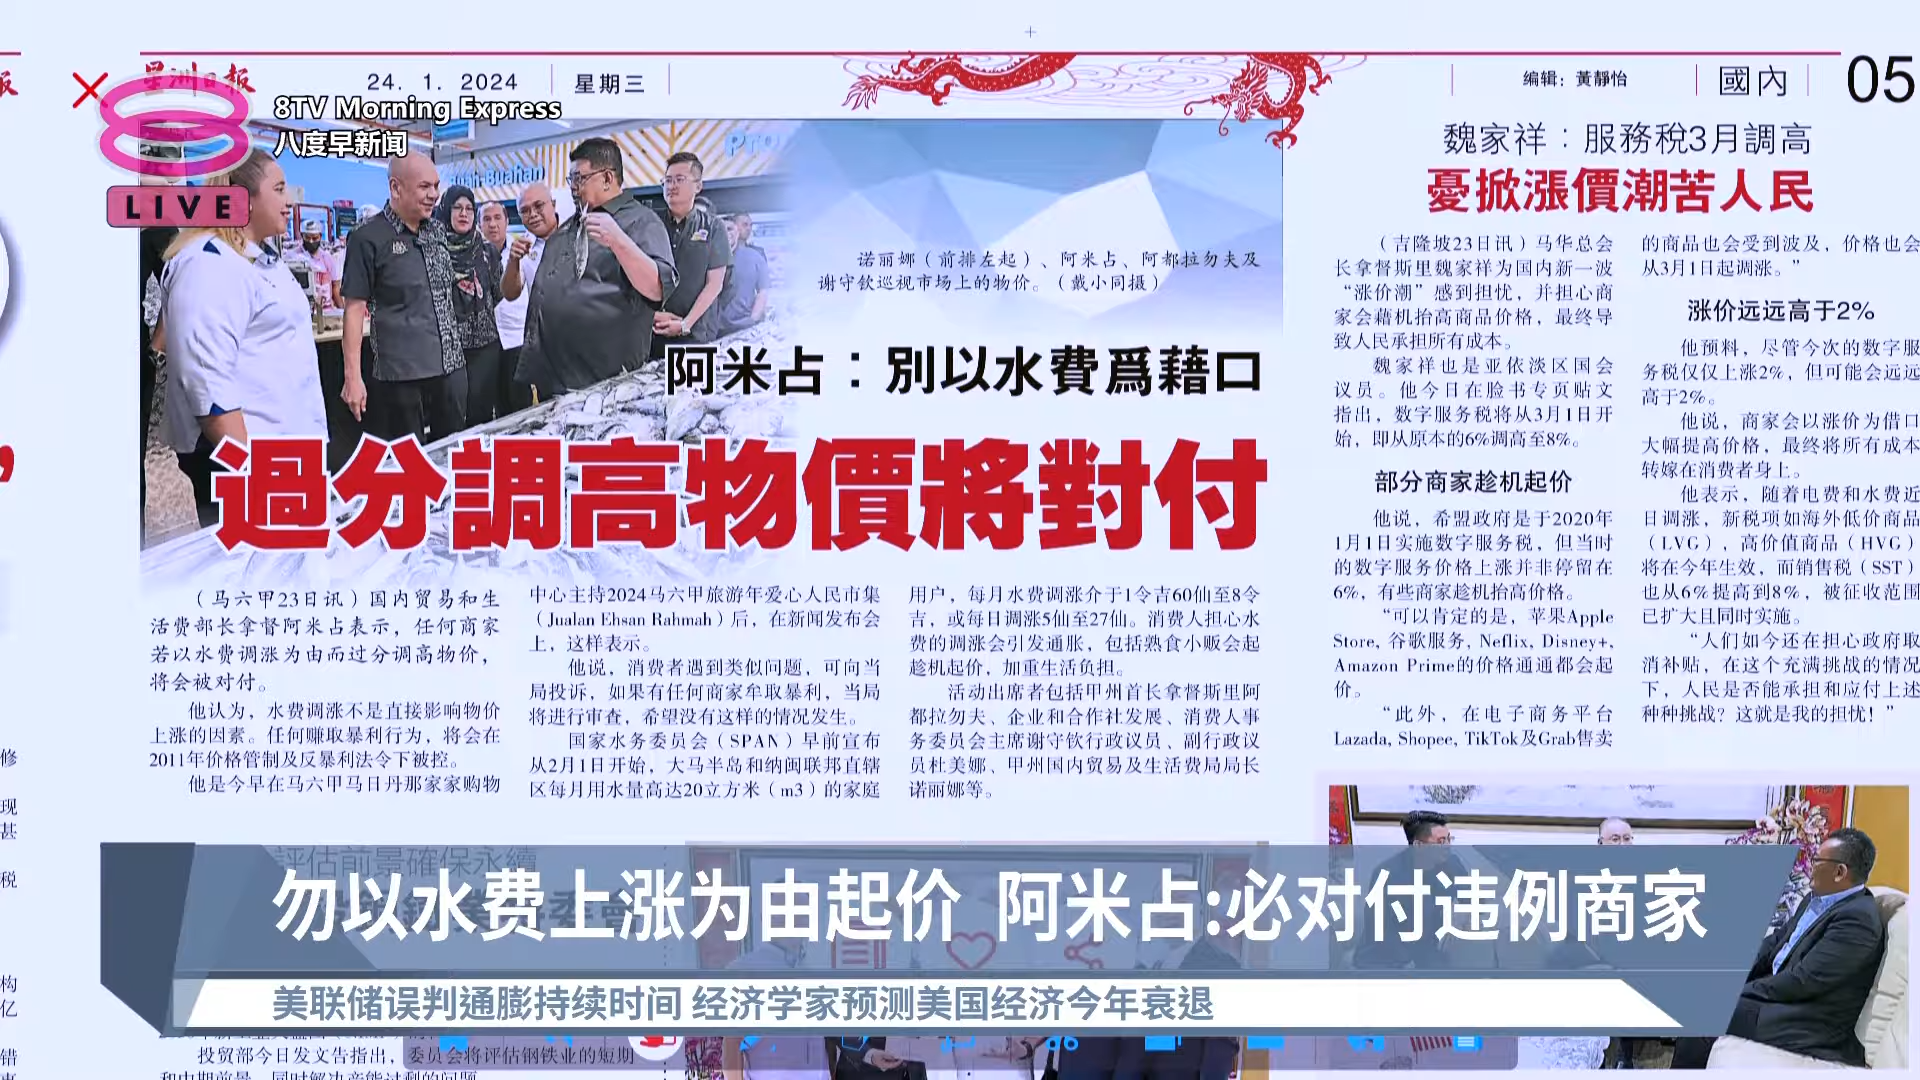 星洲日报
24. 1. 2024
星期三
编辑：黃靜怡
國內
05
8TV Morning Express
八度早新闻
LIVE
诺丽娜（前排左起）、阿米占、阿都拉勿夫及
谢守钦巡视市场上的物价。（戴小同摄）
阿米占：別以水費爲藉口
過分調高物價將對付
（马六甲23日讯）国内贸易和生
活费部长拿督阿米占表示，任何商家
若以水费调涨为由而过分调高物价，
将会被对付。
他认为，水费调涨不是直接影响物价
上涨的因素。任何赚取暴利行为，将会在
2011年价格管制及反暴利法令下被控。
他是今早在马六甲马日丹那家家购物
中心主持2024马六甲旅游年爱心人民市集
（Jualan Ehsan Rahmah）后，在新闻发布会
上，这样表示。
他说，消费者遇到类似问题，可向当
局投诉，如果有任何商家牟取暴利，当局
将进行审查，希望没有这样的情况发生。
国家水务委员会（SPAN）早前宣布
从2月1日开始，大马半岛和纳闽联邦直辖
区每月用水量高达20立方米（m3）的家庭
用户，每月水费调涨介于1令吉60仙至8令
吉，或每日调涨5仙至27仙。消费人担心水
费的调涨会引发通胀，包括熟食小贩会起
趁机起价，加重生活负担。
活动出席者包括甲州首长拿督斯里阿
都拉勿夫、企业和合作社发展、消费人事
务委员会主席谢守钦行政议员、副行政议
员杜美娜、甲州国内贸易及生活费局局长
诺丽娜等。
魏家祥：服務稅3月調高
憂掀漲價潮苦人民
（吉隆坡23日讯）马华总会
长拿督斯里魏家祥为国内新一波
“涨价潮”感到担忧，并担心商
家会藉机抬高商品价格，最终导
致人民承担所有成本。
魏家祥也是亚依淡区国会
议员。他今日在脸书专页贴文
指出，数字服务税将从3月1日开
始，即从原本的6%调高至8%。
部分商家趁机起价
他说，希盟政府是于2020年
1月1日实施数字服务税，但当时
的数字服务价格上涨并非停留在
6%，有些商家趁机抬高价格。
“可以肯定的是，苹果Apple
Store, 谷歌服务, Neflix, Disney+,
Amazon Prime的价格通通都会起
价。
“此外，在电子商务平台
Lazada, Shopee, TikTok及Grab售卖
的商品也会受到波及，价格也会
从3月1日起调涨。”
涨价远远高于2%
他预料，尽管今次的数字服
务税仅仅上涨2%，但可能会远远
高于2%。
他说，商家会以涨价为借口
大幅提高价格，最终将所有成本
转嫁在消费者身上。
他表示，随着电费和水费近
日调涨，新税项如海外低价商品
（LVG），高价值商品（HVG）
将在今年生效，而销售税（SST）
也从6%提高到8%，被征收范围
已扩大且同时实施。
“人们如今还在担心政府取
消补贴，在这个充满挑战的情况
下，人民是否能承担和应付上述
种种挑战？这就是我的担忧！”
評估前景確保永續
勿以水费上涨为由起价 阿米占:必对付违例商家
美联储误判通膨持续时间 经济学家预测美国经济今年衰退
投贸部今日发文告指出，委员会将评估钢铁业的短期